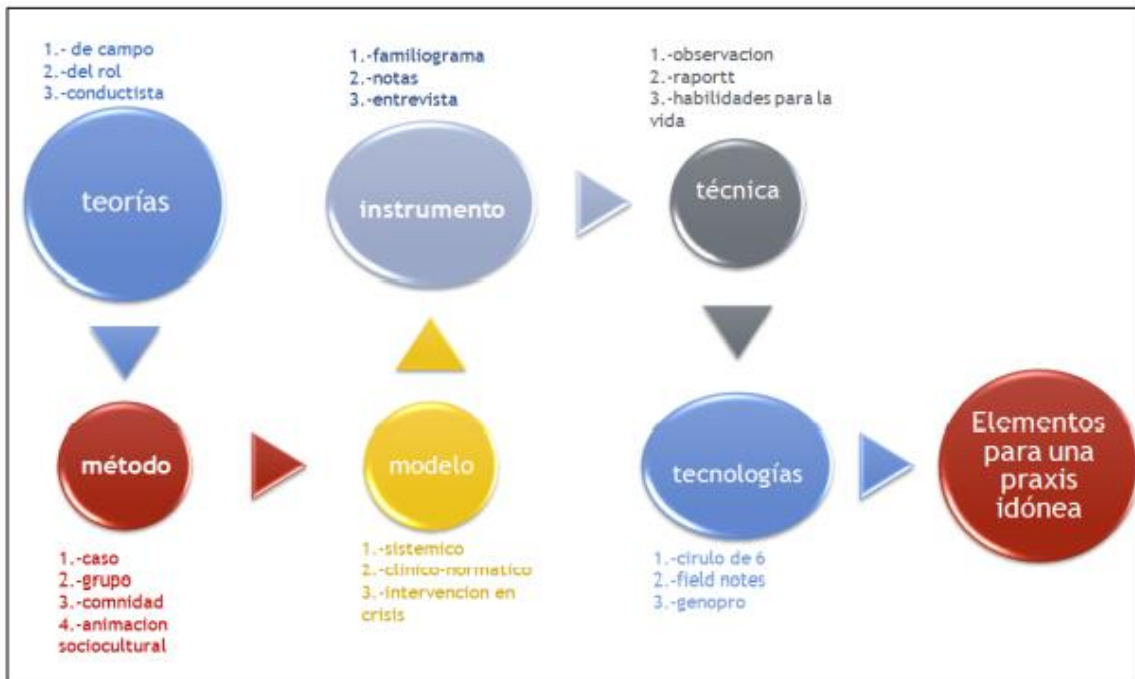 1.- de campo
2.-del rol
3.-conductista
teorías
1.-familiograma
2.-notas
3.-entrevista
instrumento
1.-observacion
2.-raportt
3.-habilidades para la
vida
técnica
método
1.-caso
2.-grupo
3.-comnidad
4.-animacion
sociocultural
modelo
1.-sistemico
2.-clinico-normatico
3.-intervencion en
crisis
tecnologías
1.-cirulo de 6
2.-field notes
3.-genopro
Elementos
para una
praxis
idónea